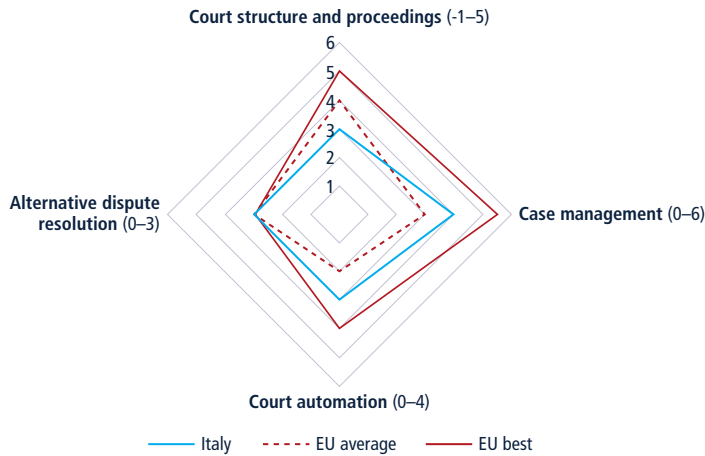 Court structure and proceedings (-1–5)
6
5
4
3
2
1
Alternative dispute
resolution (0–3)
Case management (0–6)
Court automation (0–4)
Italy
EU average
EU best